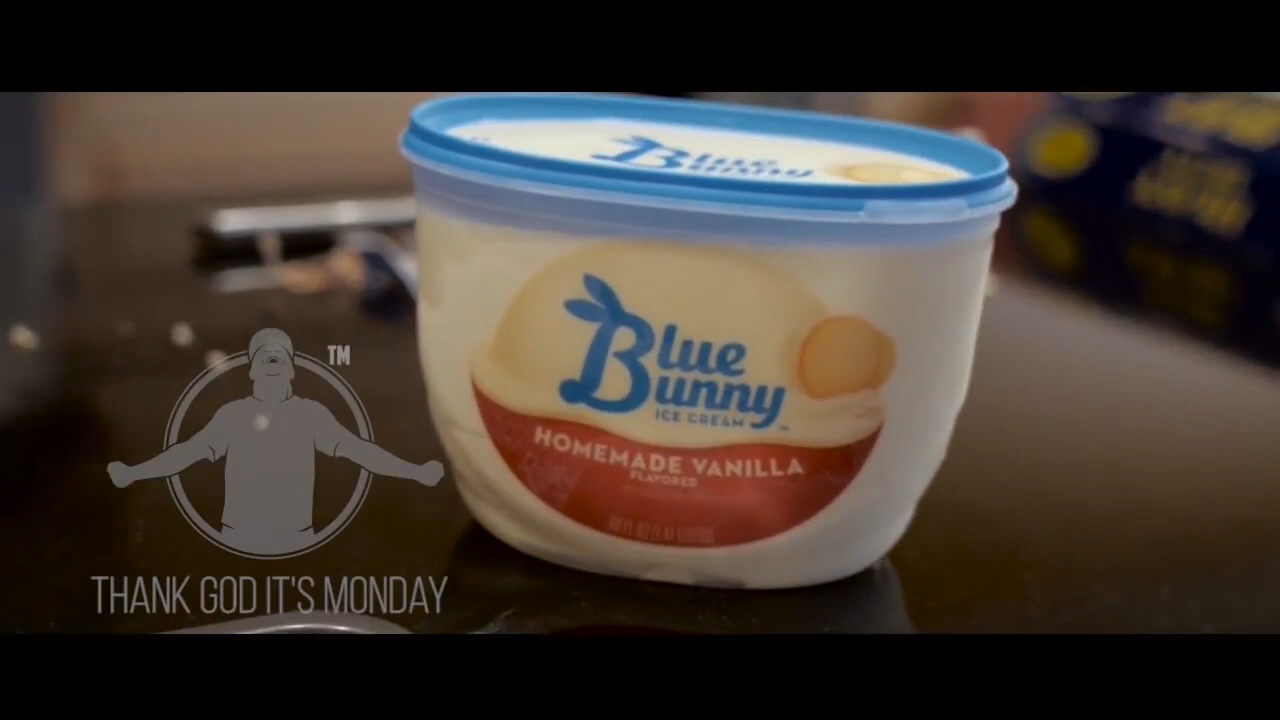 Blue
Bunny
Blue
Bunny
ICE CREAM
HOMEMADE VANILLA
FLAVORED
TM
THANK GOD IT'S MONDAY